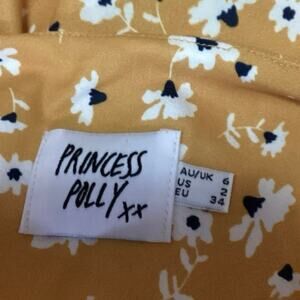 PRINCESS
POLLY xx
AU/UK 6
US 2
EU 34